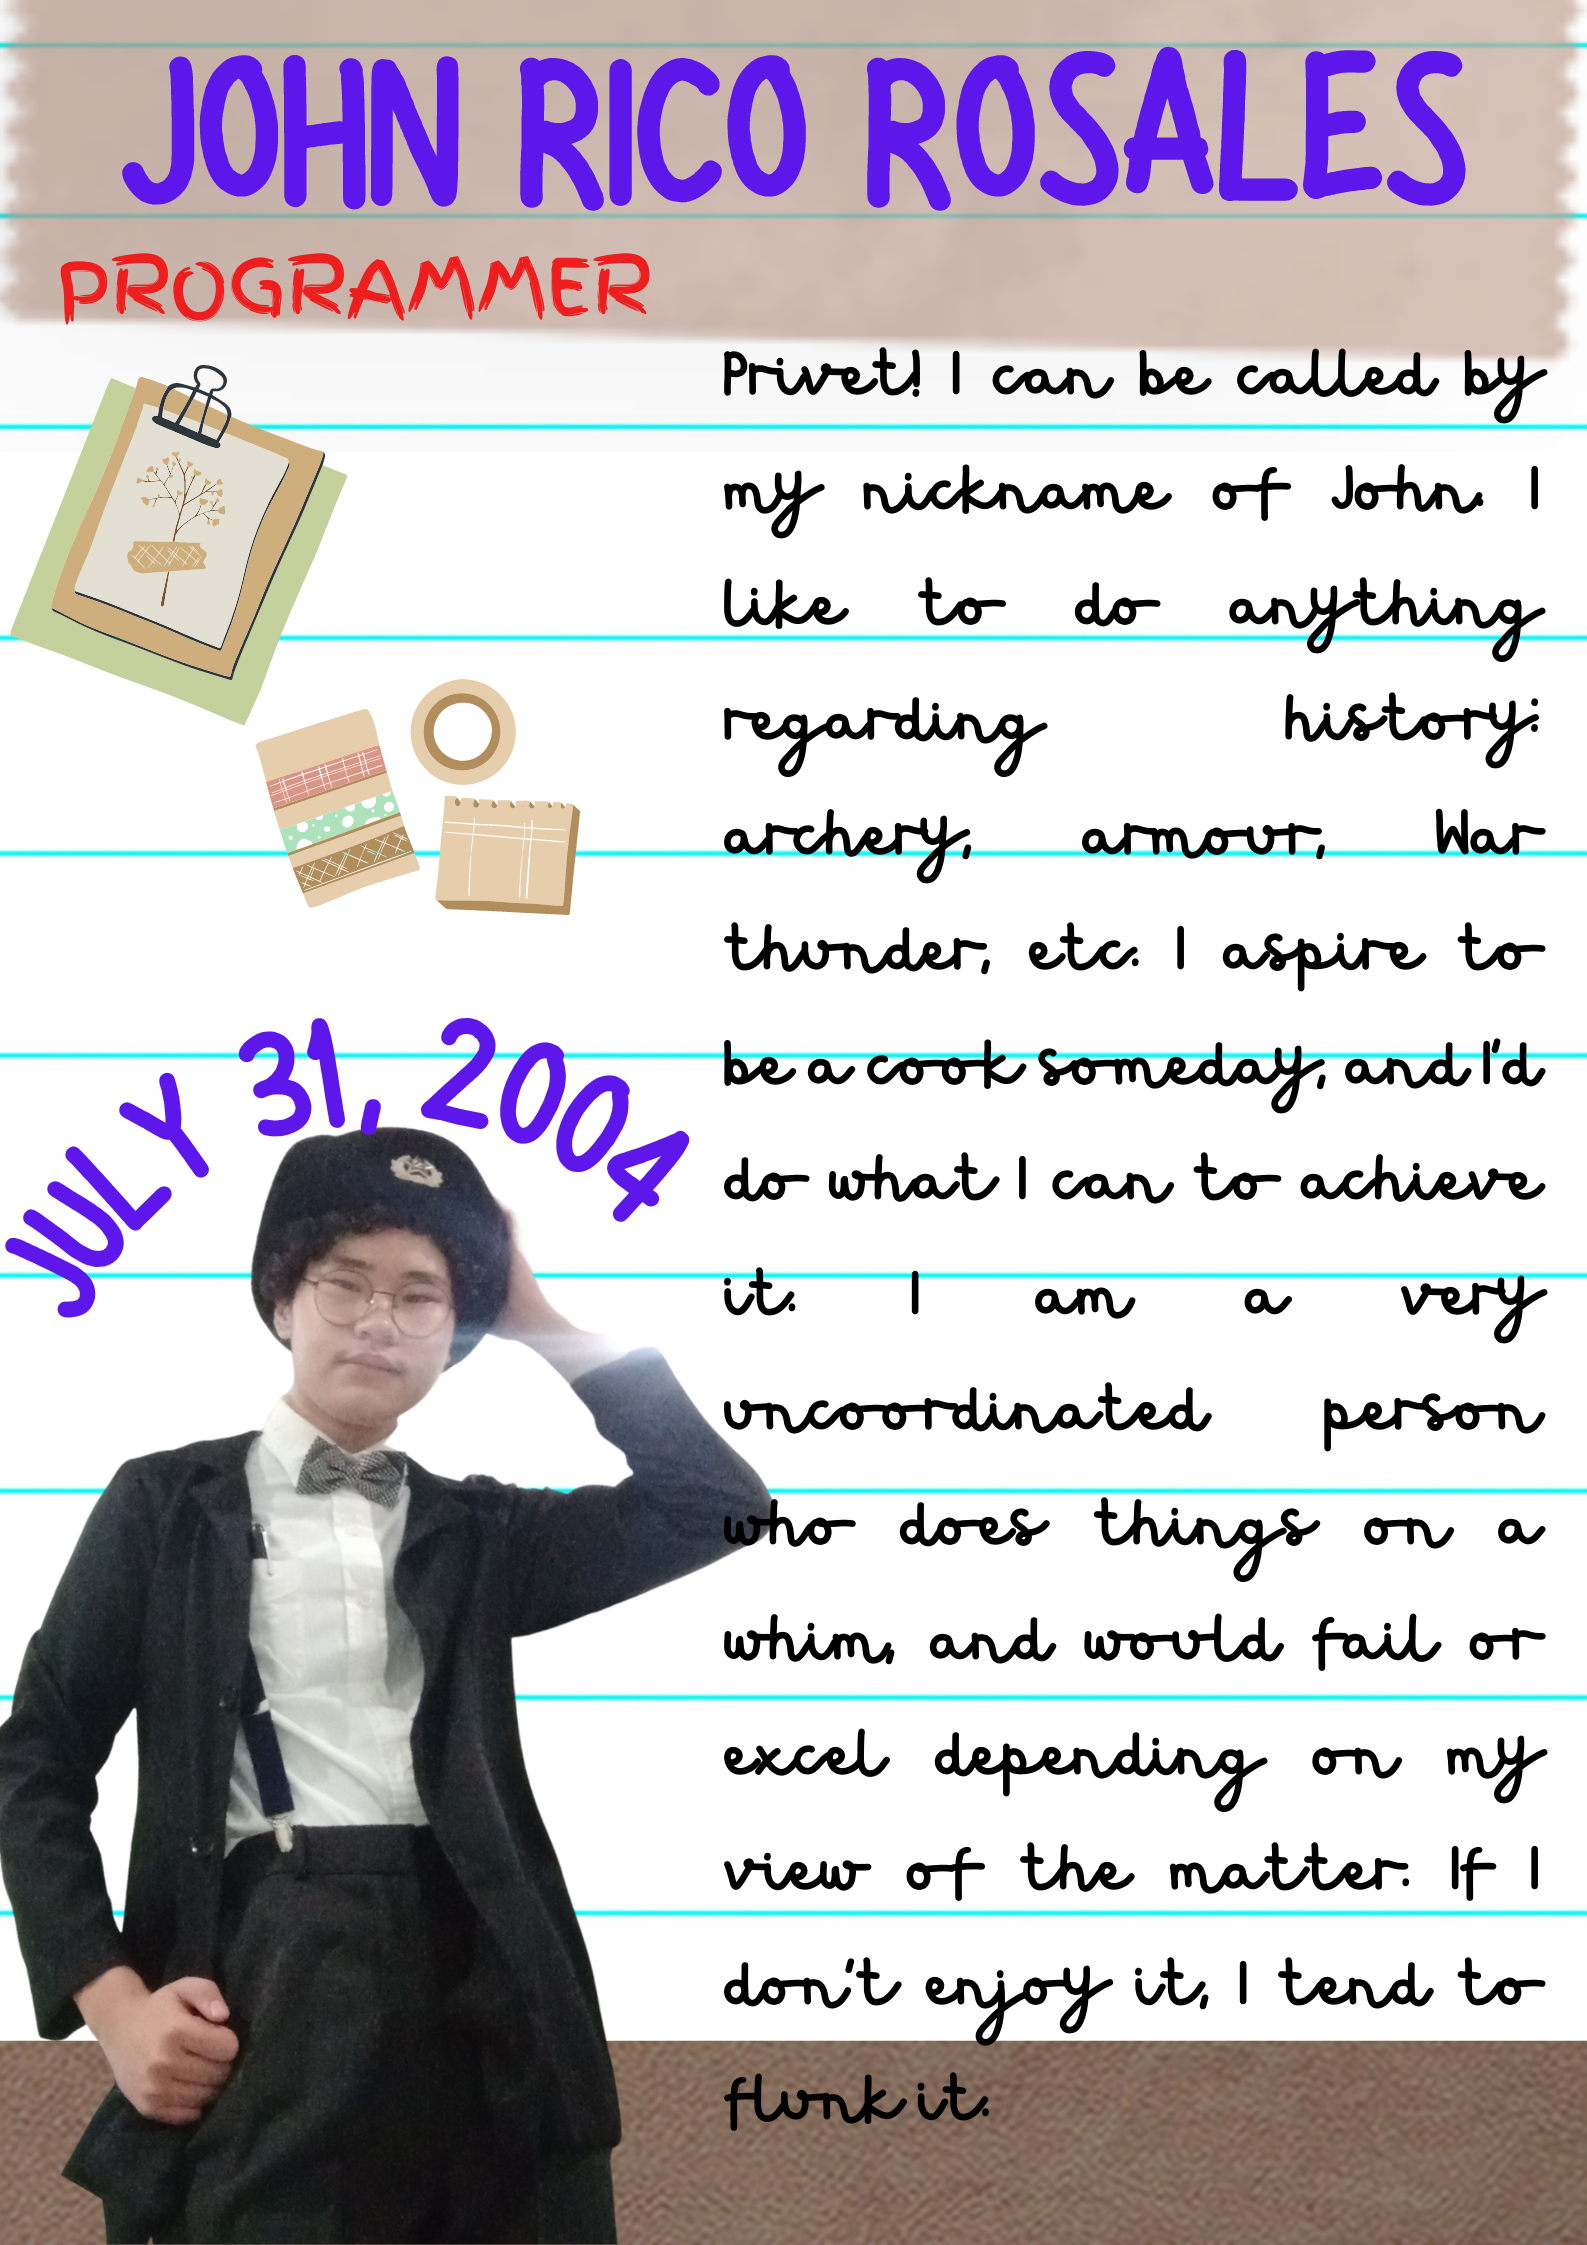 JOHN RICO ROSALES
PROGRAMMER
Privet! I can be called by
my nickname of John. I
like to do anything
regarding history:
archery, armour, War
thunder, etc. I aspire to
be a cook someday, and I'd
do what I can to achieve
it. I am a very
uncoordinated person
who does things on a
whim, and would fail or
excel depending on my
view of the matter. If I
don't enjoy it, I tend to
flunk it.
JULY 31, 2004